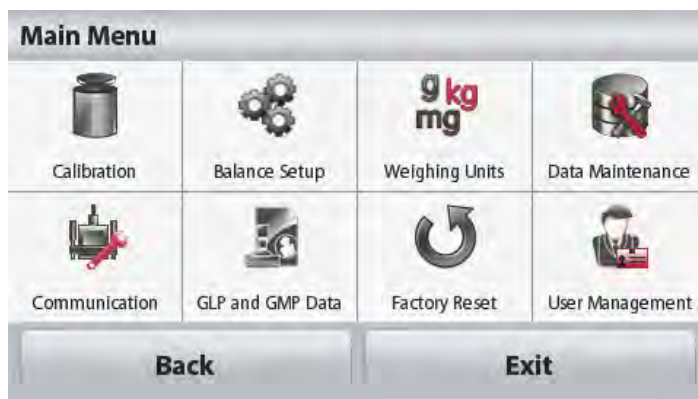 Main Menu
g kg
mg
Calibration
Balance Setup
Weighing Units
Data Maintenance
Communication
GLP and GMP Data
Factory Reset
User Management
Back
Exit